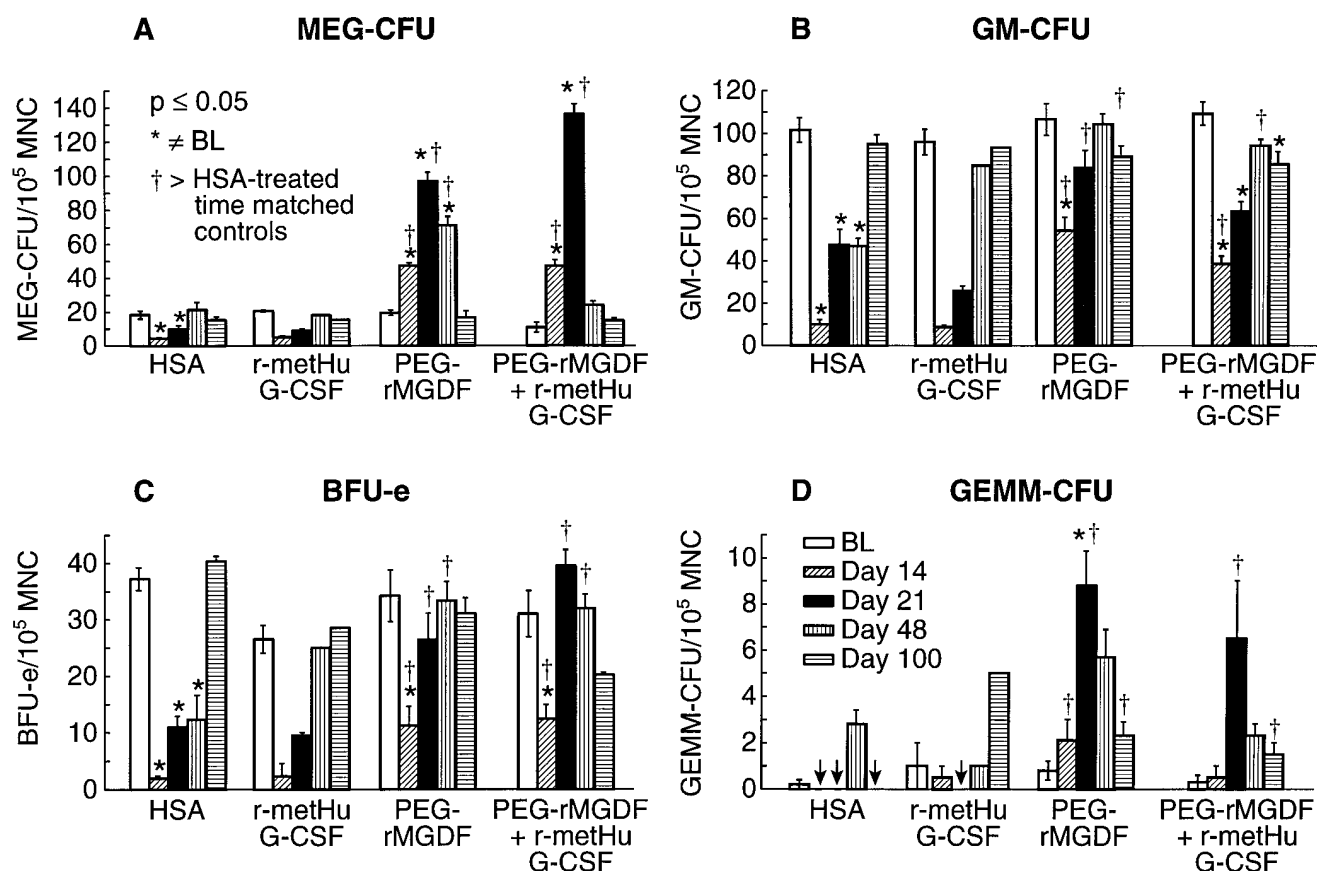 A MEG-CFU
MEG-CFU/10⁵ MNC
140
120
100
80
60
40
20
0
p ≤ 0.05
* ≠ BL
† > HSA-treated
time matched
controls
* *
† *
* †
† *
† *
* †
HSA
r-metHu
G-CSF
PEG-
rMGDF
PEG-rMGDF
+ r-metHu
G-CSF
B GM-CFU
GM-CFU/10⁵ MNC
120
100
80
60
40
20
0
* * *
† *
†
†
† *
*
†
*
HSA
r-metHu
G-CSF
PEG-
rMGDF
PEG-rMGDF
+ r-metHu
G-CSF
C BFU-e
BFU-e/10⁵ MNC
40
30
20
10
0
* * *
† *
†
†
† *
†
†
HSA
r-metHu
G-CSF
PEG-
rMGDF
PEG-rMGDF
+ r-metHu
G-CSF
D GEMM-CFU
GEMM-CFU/10⁵ MNC
10
8
6
4
2
0
BL
Day 14
Day 21
Day 48
Day 100
†
* †
†
†
†
HSA
r-metHu
G-CSF
PEG-
rMGDF
PEG-rMGDF
+ r-metHu
G-CSF